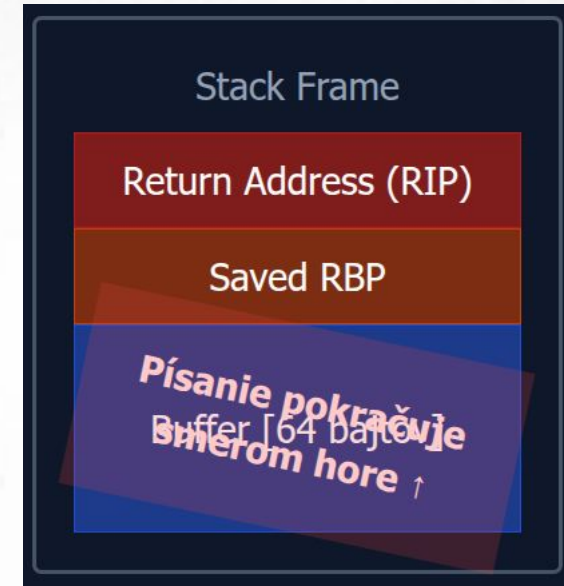 Stack Frame
Return Address (RIP)
Saved RBP
Písanie pokračuje
smerom hore ↑
Buffer [64 bajtov]